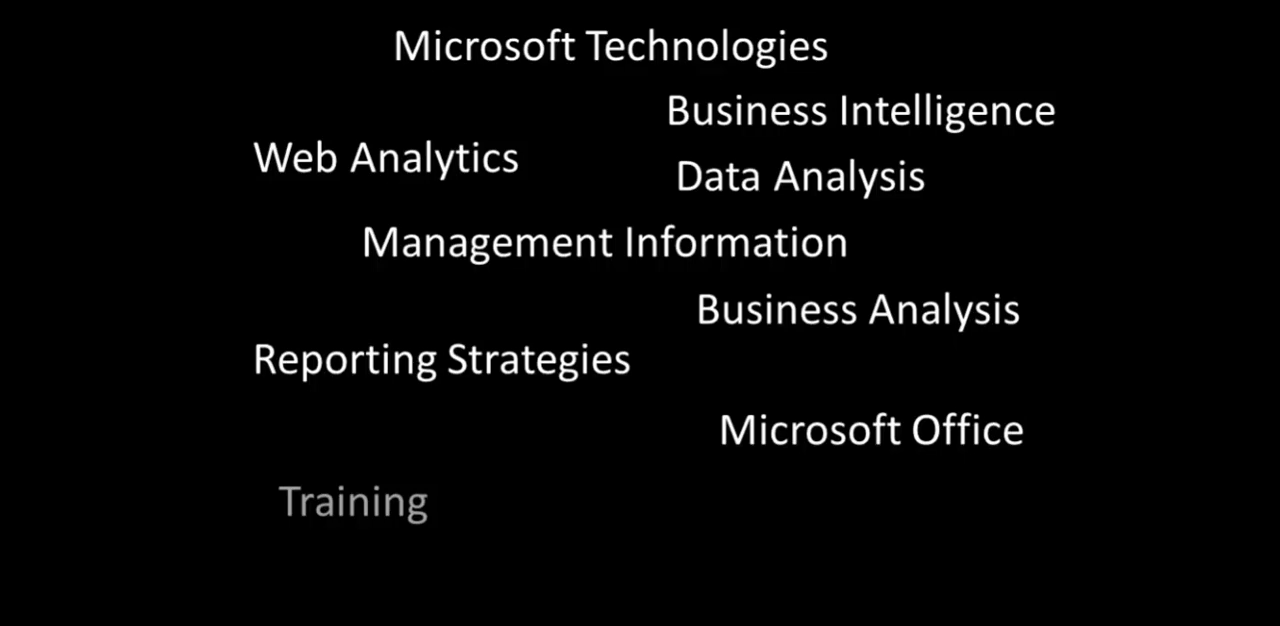 Microsoft Technologies
Business Intelligence
Web Analytics
Data Analysis
Management Information
Business Analysis
Reporting Strategies
Microsoft Office
Training